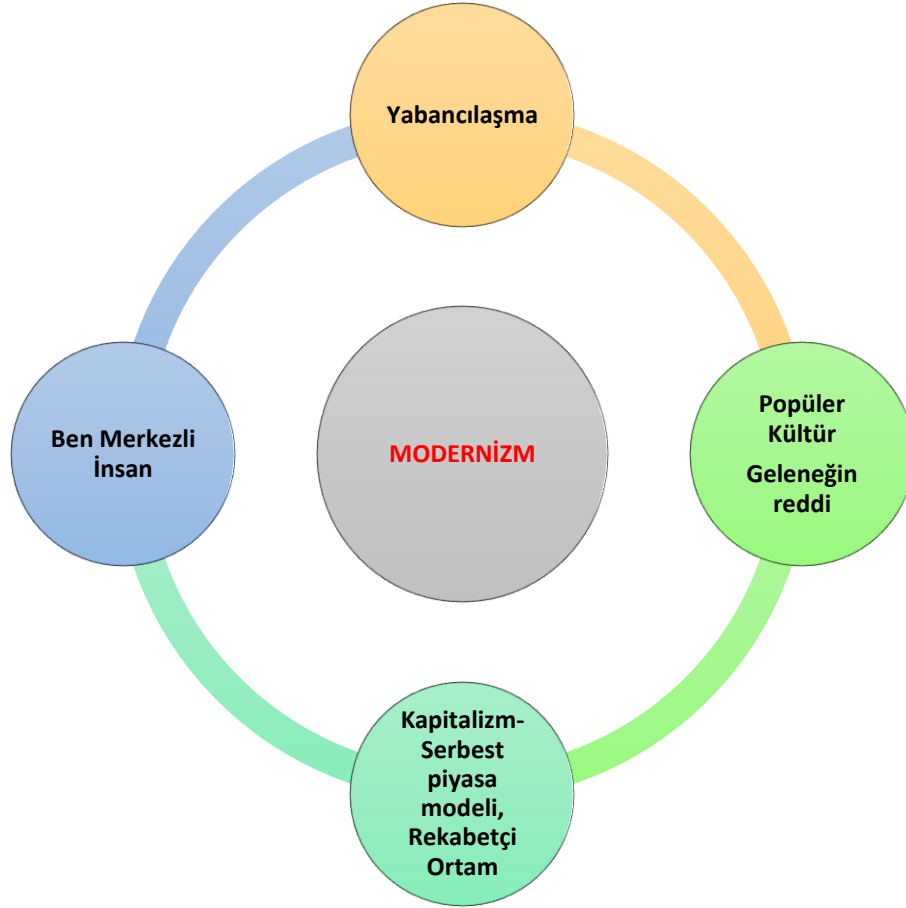 Yabancılaşma
Popüler
Kültür
Geleneğin
reddi
Ben Merkezli
İnsan
MODERNİZM
Kapitalizm-
Serbest
piyasa
modeli,
Rekabetçi
Ortam